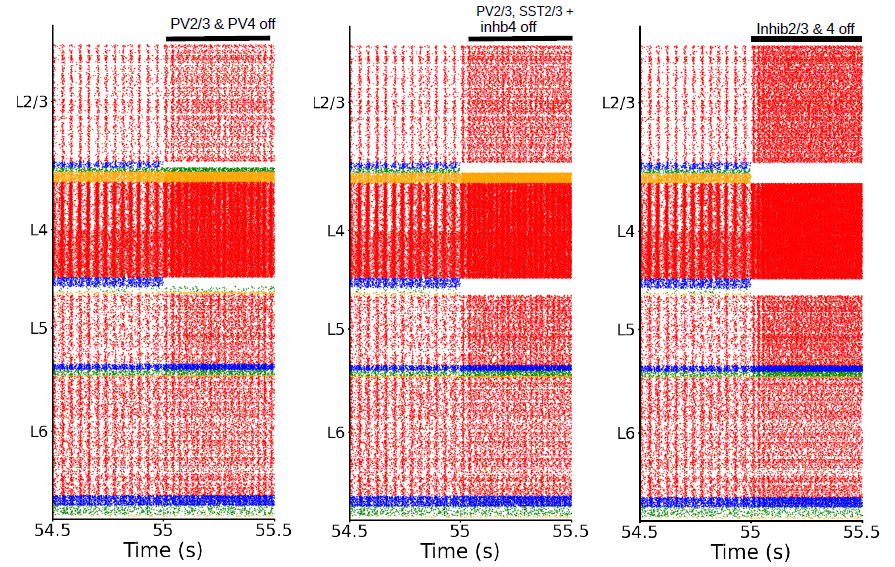 PV2/3 & PV4 off
L2/3
L4
L5
L6
54.5 55 55.5
Time (s)
PV2/3, SST2/3 +
inhb4 off
L2/3
L4
L5
L6
54.5 55 55.5
Time (s)
Inhib2/3 & 4 off
L2/3
L4
L5
L6
54.5 55 55.5
Time (s)